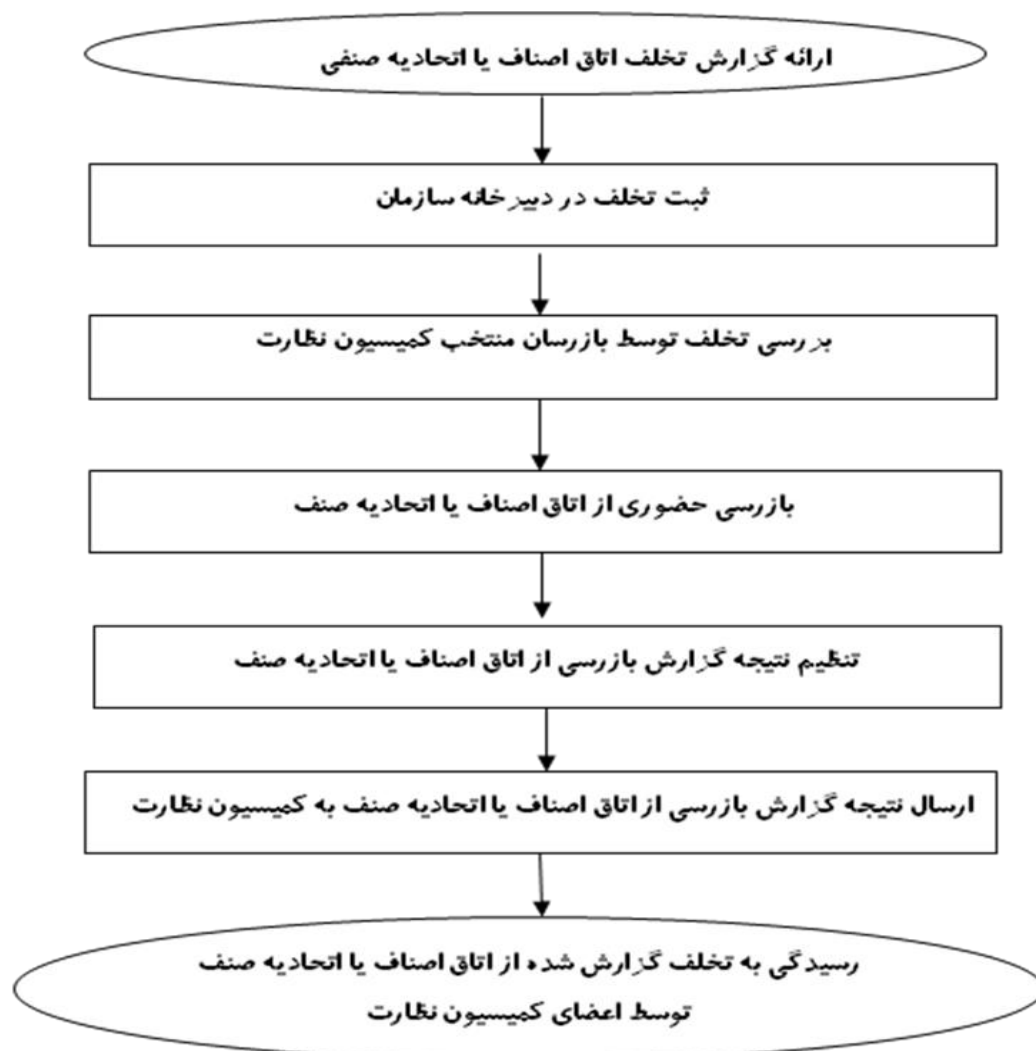 ارائه گزارش تخلف اتاق اصناف یا اتحادیه صنفی
ثبت تخلف در دبیرخانه سازمان
بررسی تخلف توسط بازرسان منتخب کمیسیون نظارت
بازرسی حضوری از اتاق اصناف یا اتحادیه صنف
تنظیم نتیجه گزارش بازرسی از اتاق اصناف یا اتحادیه صنف
ارسال نتیجه گزارش بازرسی از اتاق اصناف یا اتحادیه صنف به کمیسیون نظارت
رسیدگی به تخلف گزارش شده از اتاق اصناف یا اتحادیه صنف
توسط اعضای کمیسیون نظارت